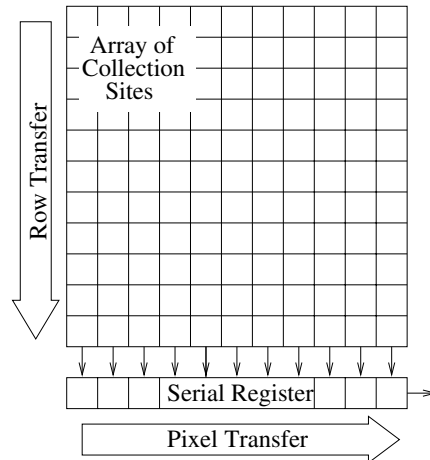 Array of
Collection
Sites
Row Transfer
Serial Register
Pixel Transfer